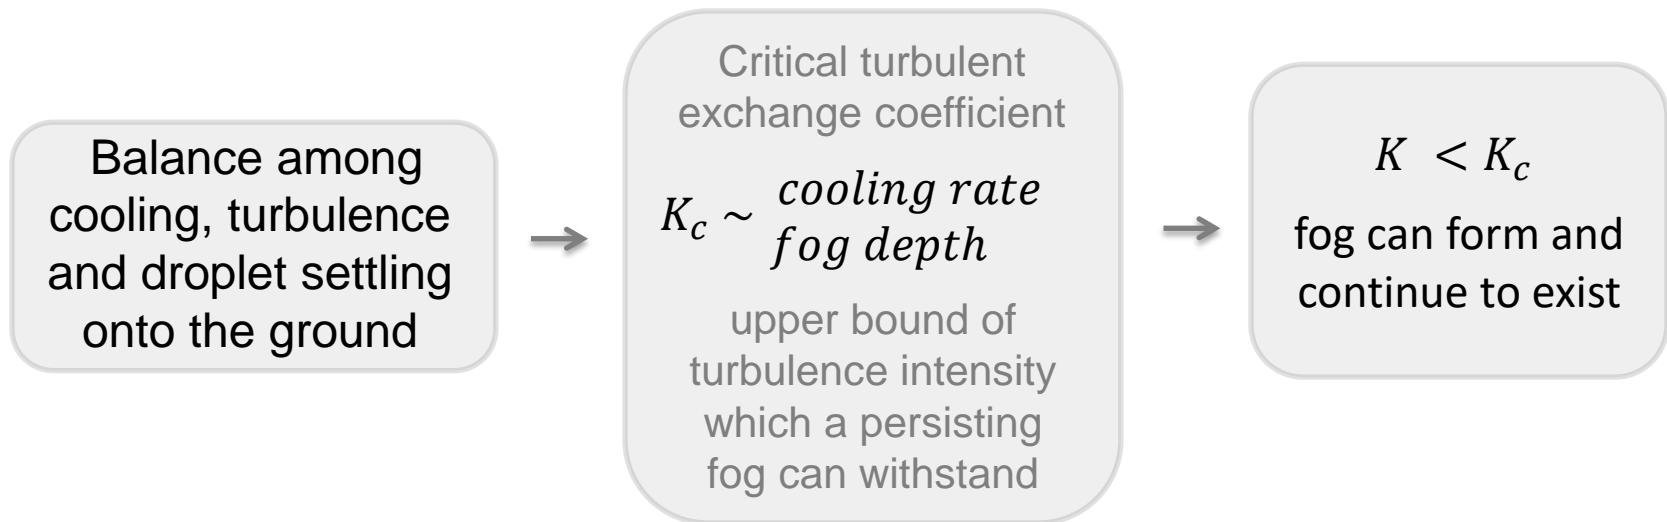 Balance among
cooling, turbulence
and droplet settling
onto the ground
Critical turbulent
exchange coefficient
K_c ~ cooling rate
fog depth
upper bound of
turbulence intensity
which a persisting
fog can withstand
K < K_c
fog can form and
continue to exist